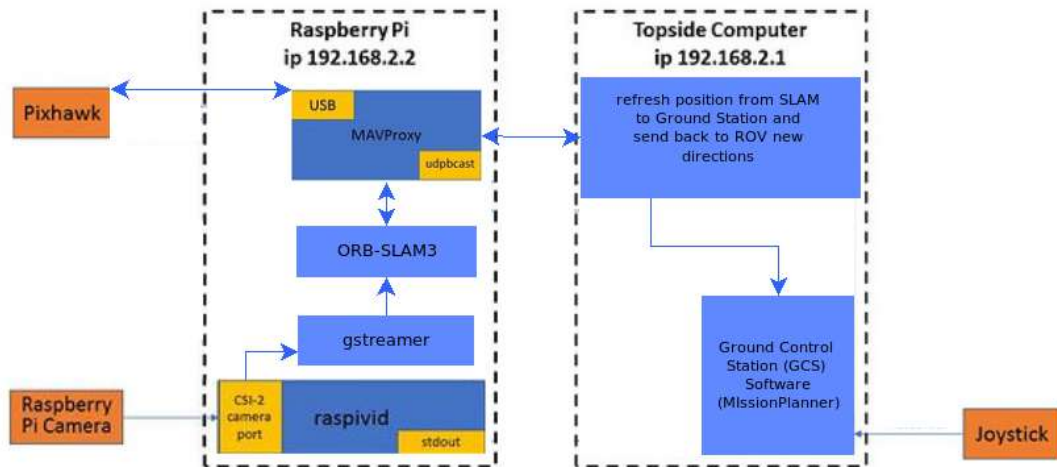 Raspberry Pi
ip 192.168.2.2
Topside Computer
ip 192.168.2.1
Pixhawk
USB
MAVProxy
udpbcast
refresh position from SLAM
to Ground Station and
send back to ROV new
directions
ORB-SLAM3
gstreamer
Raspberry
Pi Camera
CSI-2
camera
port
raspivid
stdout
Ground Control
Station (GCS)
Software
(MIssionPlanner)
Joystick